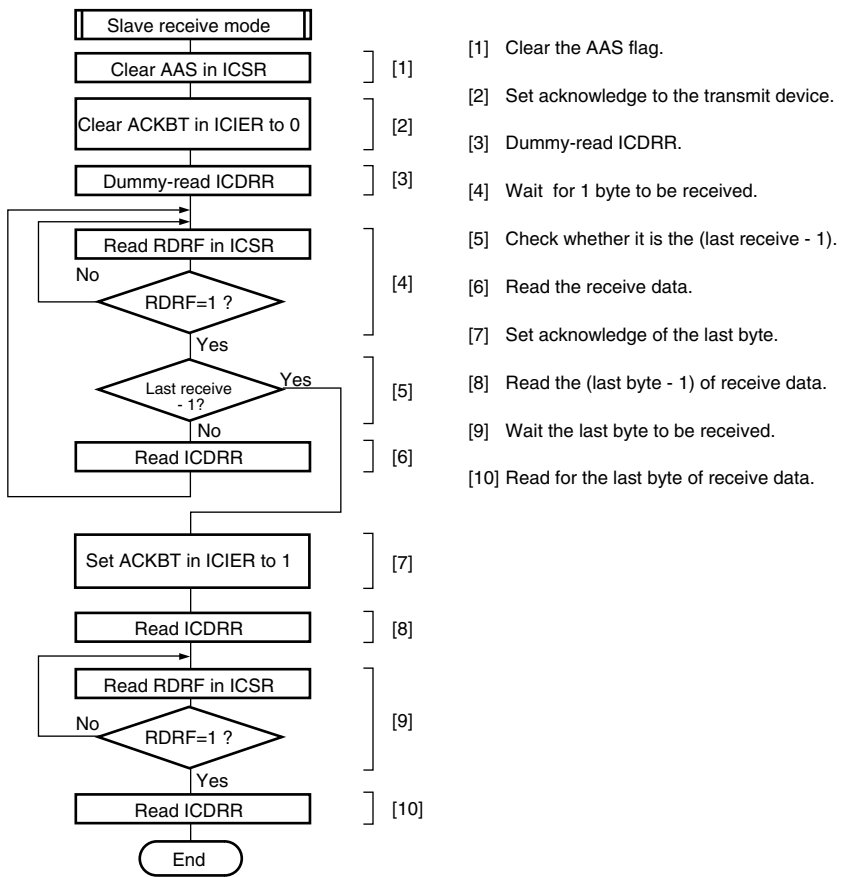 Slave receive mode
Clear AAS in ICSR
[1]
Clear ACKBT in ICIER to 0
[2]
Dummy-read ICDRR
[3]
Read RDRF in ICSR
No
RDRF=1 ?
[4]
Yes
Last receive
- 1?
Yes
[5]
No
Read ICDRR
[6]
Set ACKBT in ICIER to 1
[7]
Read ICDRR
[8]
Read RDRF in ICSR
No
RDRF=1 ?
[9]
Yes
Read ICDRR
[10]
End
[1] Clear the AAS flag.
[2] Set acknowledge to the transmit device.
[3] Dummy-read ICDRR.
[4] Wait for 1 byte to be received.
[5] Check whether it is the (last receive - 1).
[6] Read the receive data.
[7] Set acknowledge of the last byte.
[8] Read the (last byte - 1) of receive data.
[9] Wait the last byte to be received.
[10] Read for the last byte of receive data.